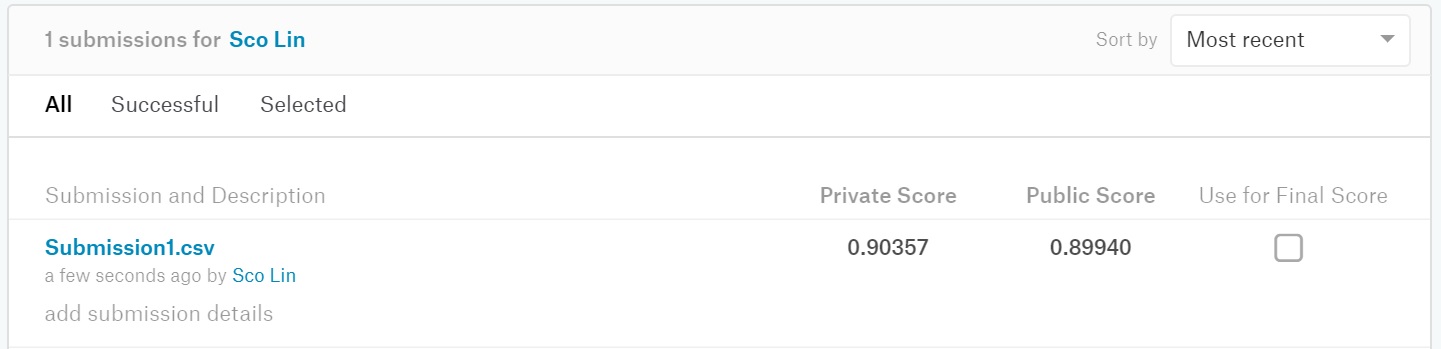 1 submissions for Sco Lin
Sort by Most recent
All Successful Selected
Submission and Description Private Score Public Score Use for Final Score
Submission1.csv 0.90357 0.89940
a few seconds ago by Sco Lin
add submission details